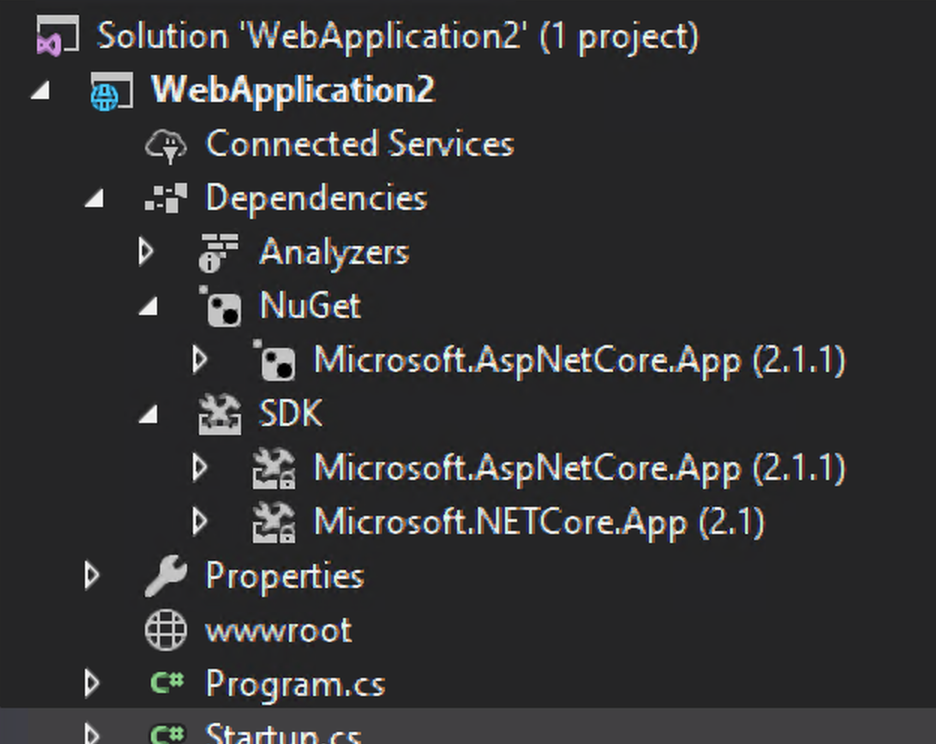 Solution 'WebApplication2' (1 project)
WebApplication2
Connected Services
Dependencies
Analyzers
NuGet
Microsoft.AspNetCore.App (2.1.1)
SDK
Microsoft.AspNetCore.App (2.1.1)
Microsoft.NETCore.App (2.1)
Properties
wwwroot
C# Program.cs
C# Startup.cs